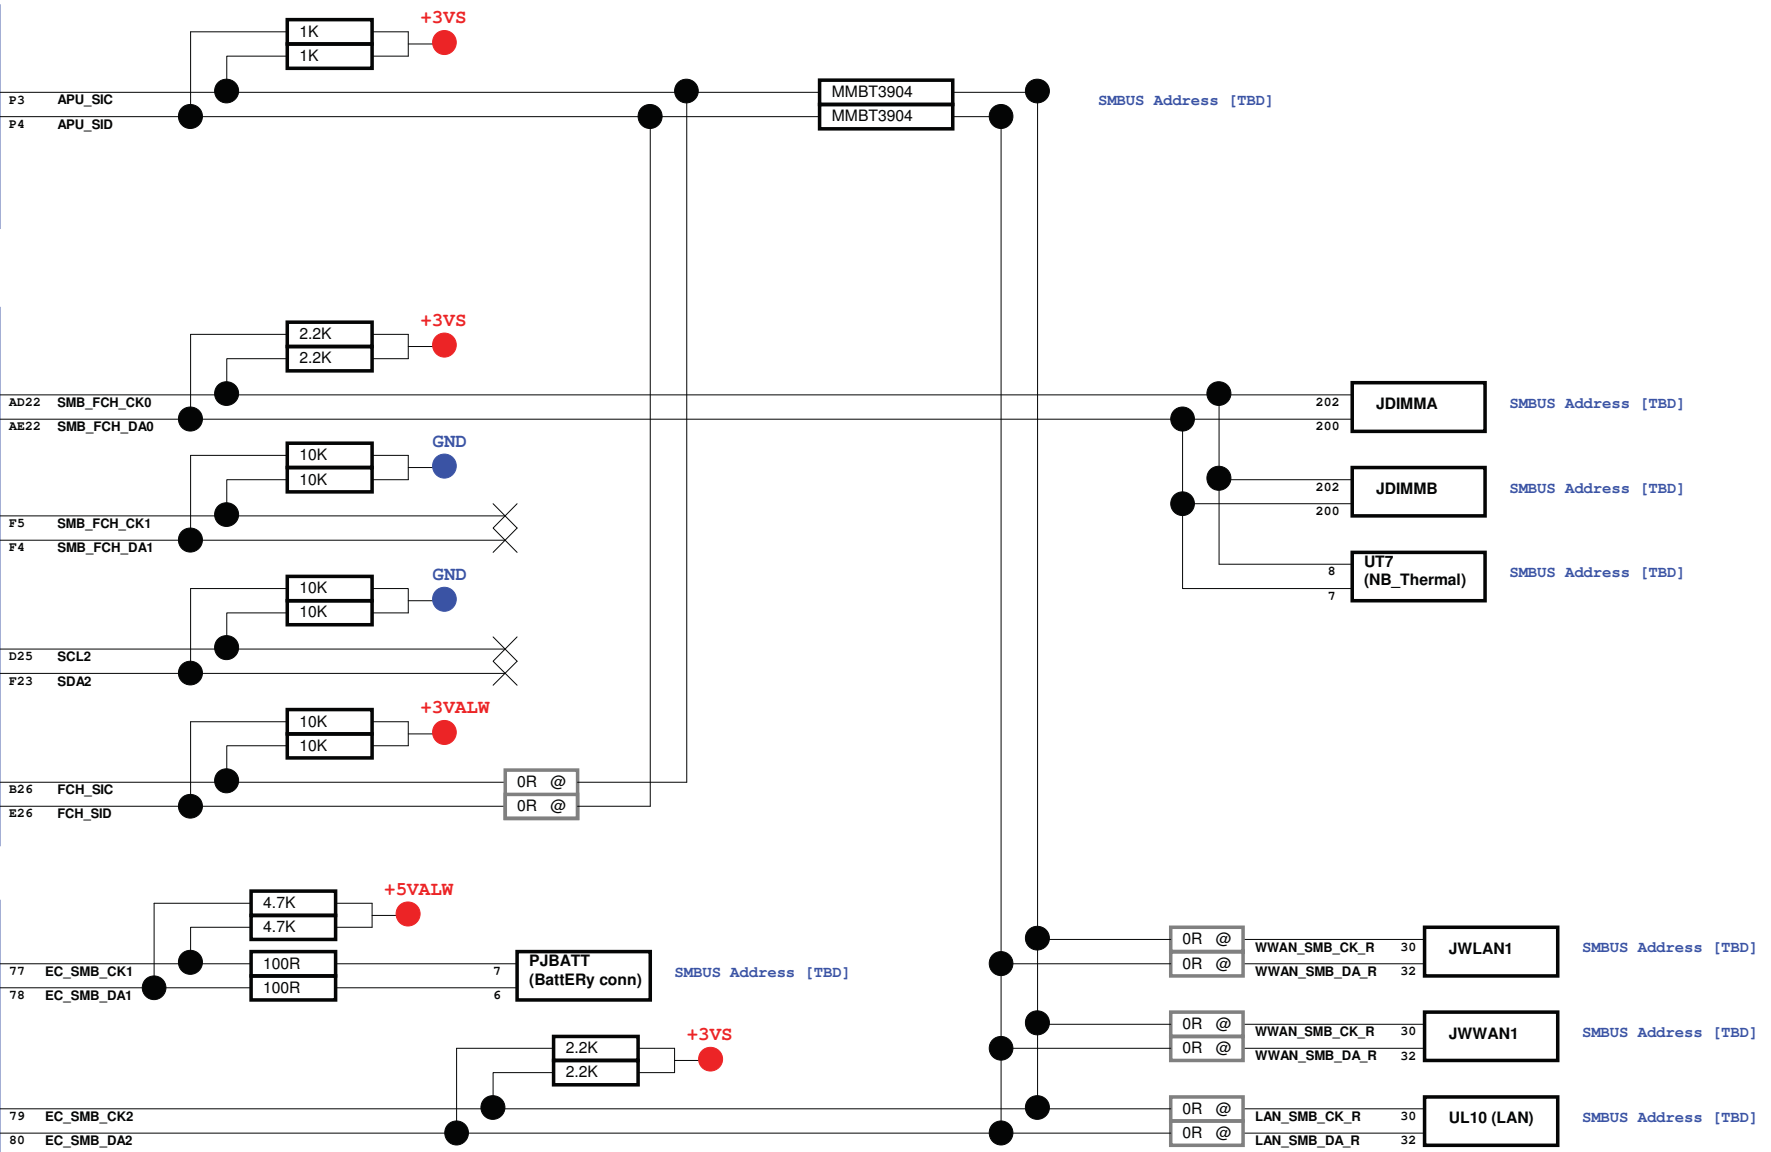 +3VS
1K
1K
P3 APU_SIC MMBT3904 SMBUS Address [TBD]
P4 APU_SID MMBT3904
+3VS
2.2K
2.2K
AD22 SMB_FCH_CK0 202 JDIMMA SMBUS Address [TBD]
AE22 SMB_FCH_DA0 200
GND
10K
10K
202 JDIMMB SMBUS Address [TBD]
200
F5 SMB_FCH_CK1
F4 SMB_FCH_DA1
UT7
8 (NB_Thermal) SMBUS Address [TBD]
7
GND
10K
10K
D25 SCL2
F23 SDA2
+3VALW
10K
10K
B26 FCH_SIC 0R @
E26 FCH_SID 0R @
+5VALW
4.7K
4.7K
0R @ WWAN_SMB_CK_R 30 JWLAN1 SMBUS Address [TBD]
0R @ WWAN_SMB_DA_R 32
77 EC_SMB_CK1 100R 7 PJBATT
(BattERy conn) SMBUS Address [TBD]
78 EC_SMB_DA1 100R 6
0R @ WWAN_SMB_CK_R 30 JWWAN1 SMBUS Address [TBD]
0R @ WWAN_SMB_DA_R 32
+3VS
2.2K
2.2K
79 EC_SMB_CK2 0R @ LAN_SMB_CK_R 30 UL10 (LAN) SMBUS Address [TBD]
80 EC_SMB_DA2 0R @ LAN_SMB_DA_R 32